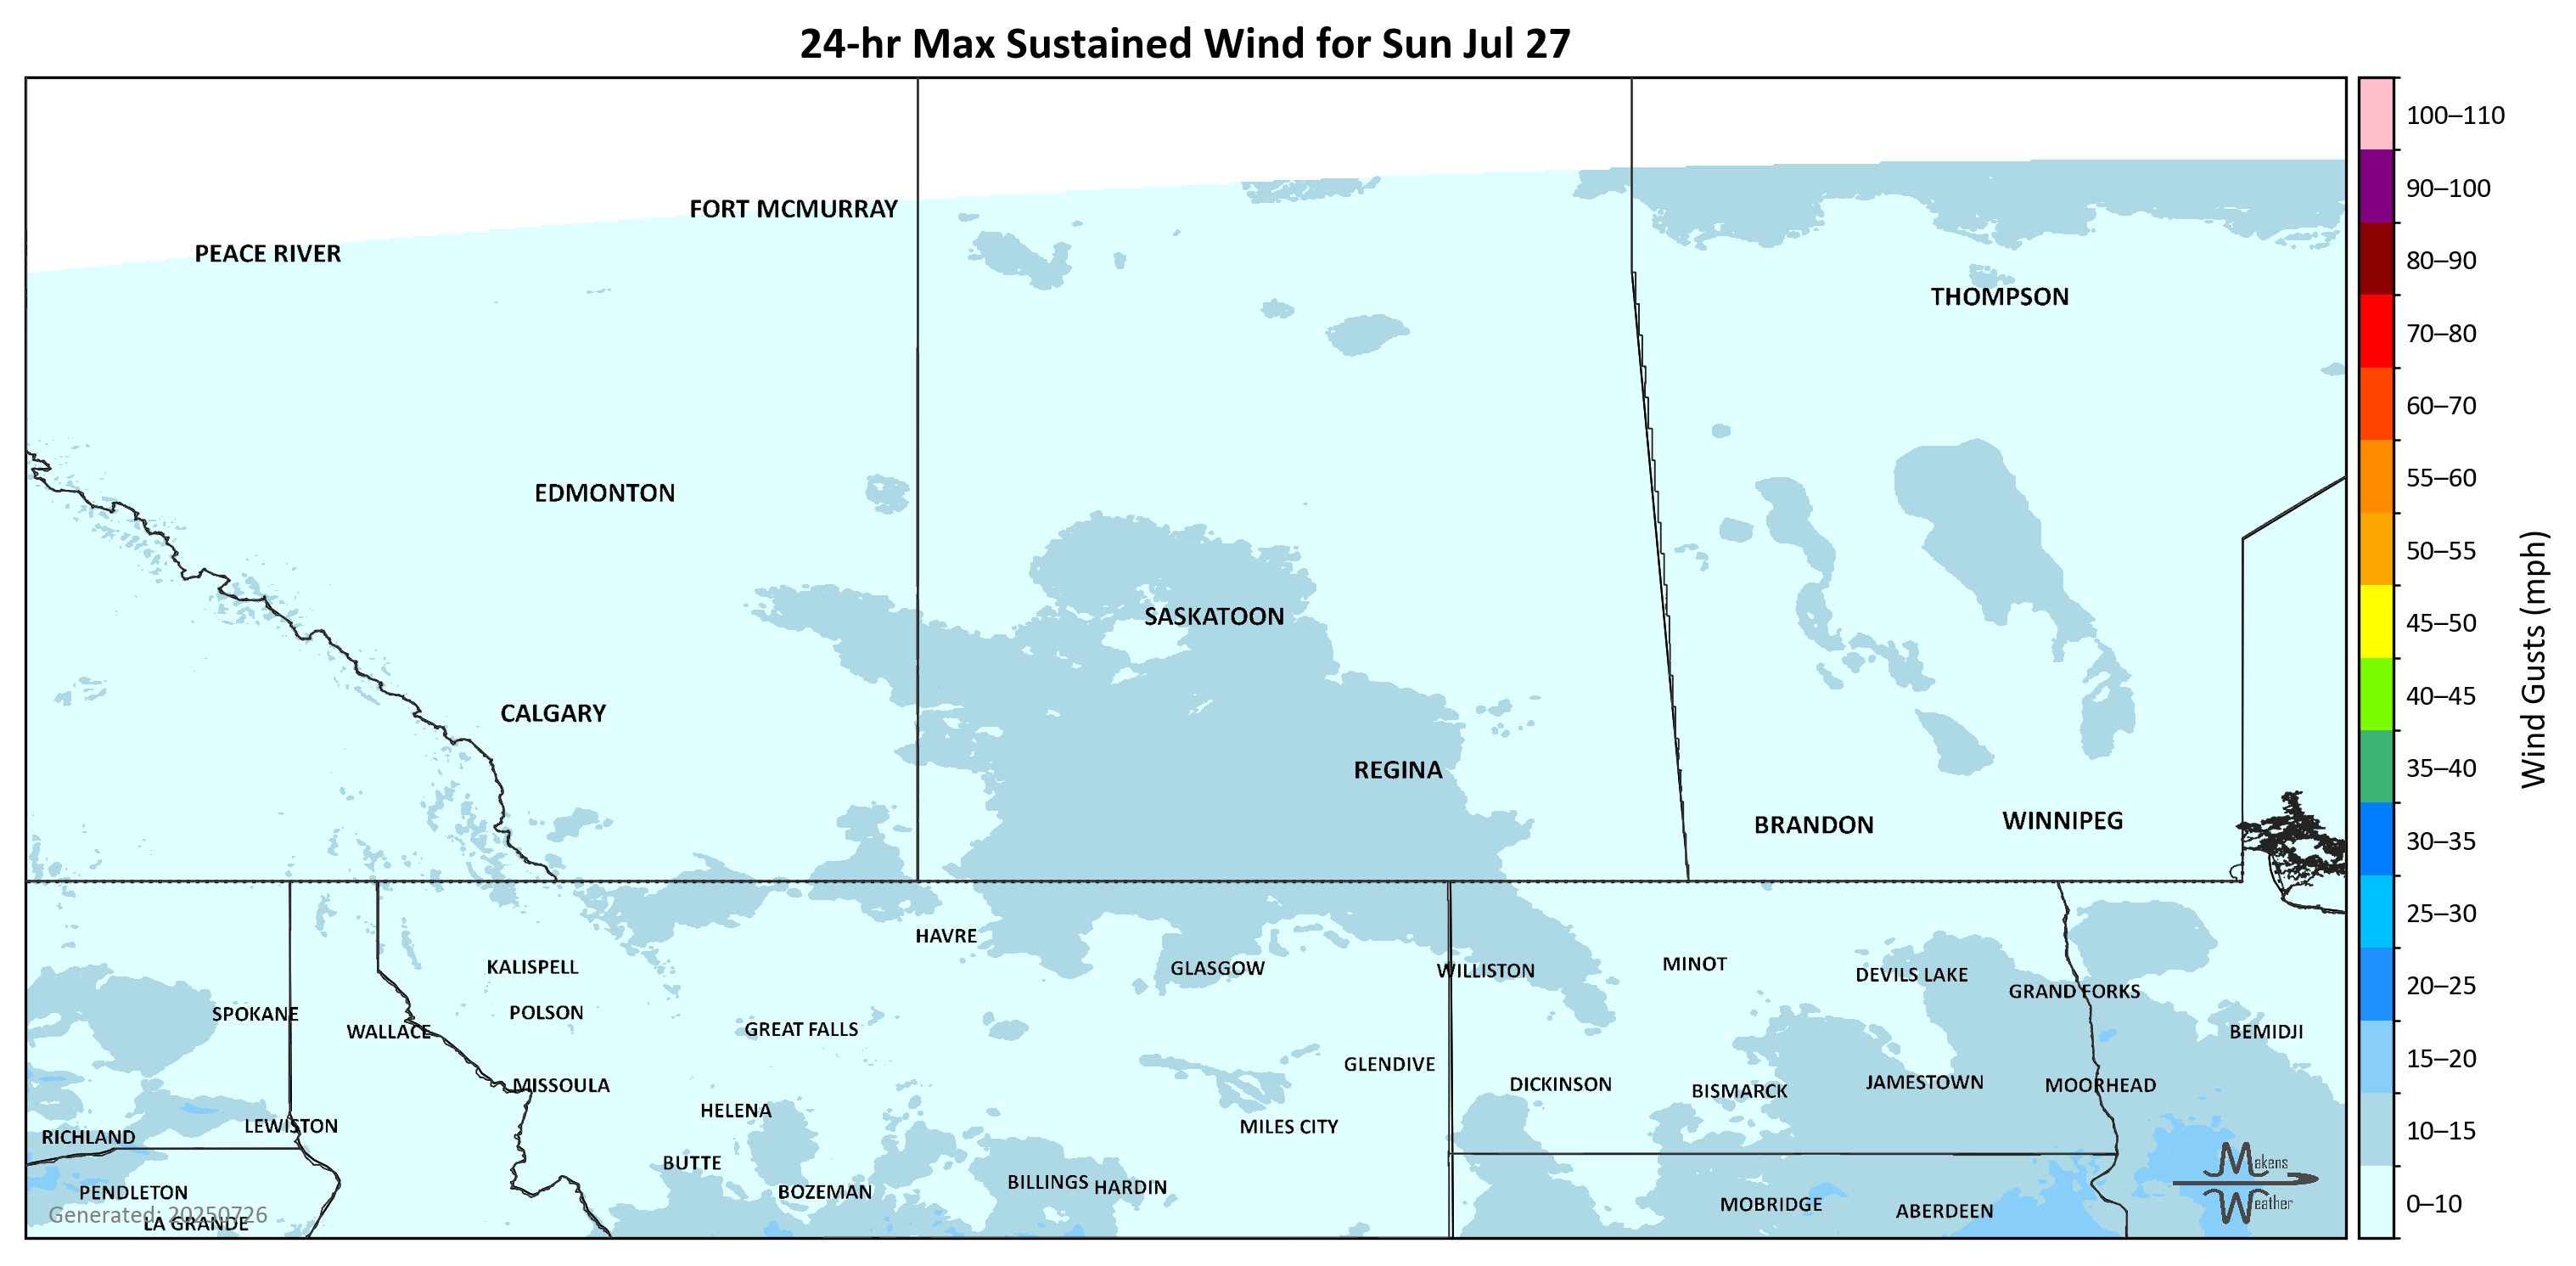 24-hr Max Sustained Wind for Sun Jul 27
100–110
90–100
FORT MCMURRAY
PEACE RIVER
80–90
THOMPSON
70–80
60–70
EDMONTON
55–60
50–55
SASKATOON
45–50
Wind Gusts (mph)
CALGARY
40–45
REGINA
35–40
BRANDON
WINNIPEG
30–35
HAVRE
25–30
KALISPELL
GLASGOW
WILLISTON
MINOT
DEVILS LAKE
GRAND FORKS
20–25
SPOKANE
POLSON
WALLACE
GREAT FALLS
BEMIDJI
15–20
GLENDIVE
MISSOULA
DICKINSON
BISMARCK
JAMESTOWN
MOORHEAD
HELENA
LEWISTON
MILES CITY
RICHLAND
10–15
BUTTE
Makens
Weather
PENDLETON
BOZEMAN
BILLINGS
HARDIN
MOBRIDGE
ABERDEEN
0–10
Generated: 20250726
LA GRANDE